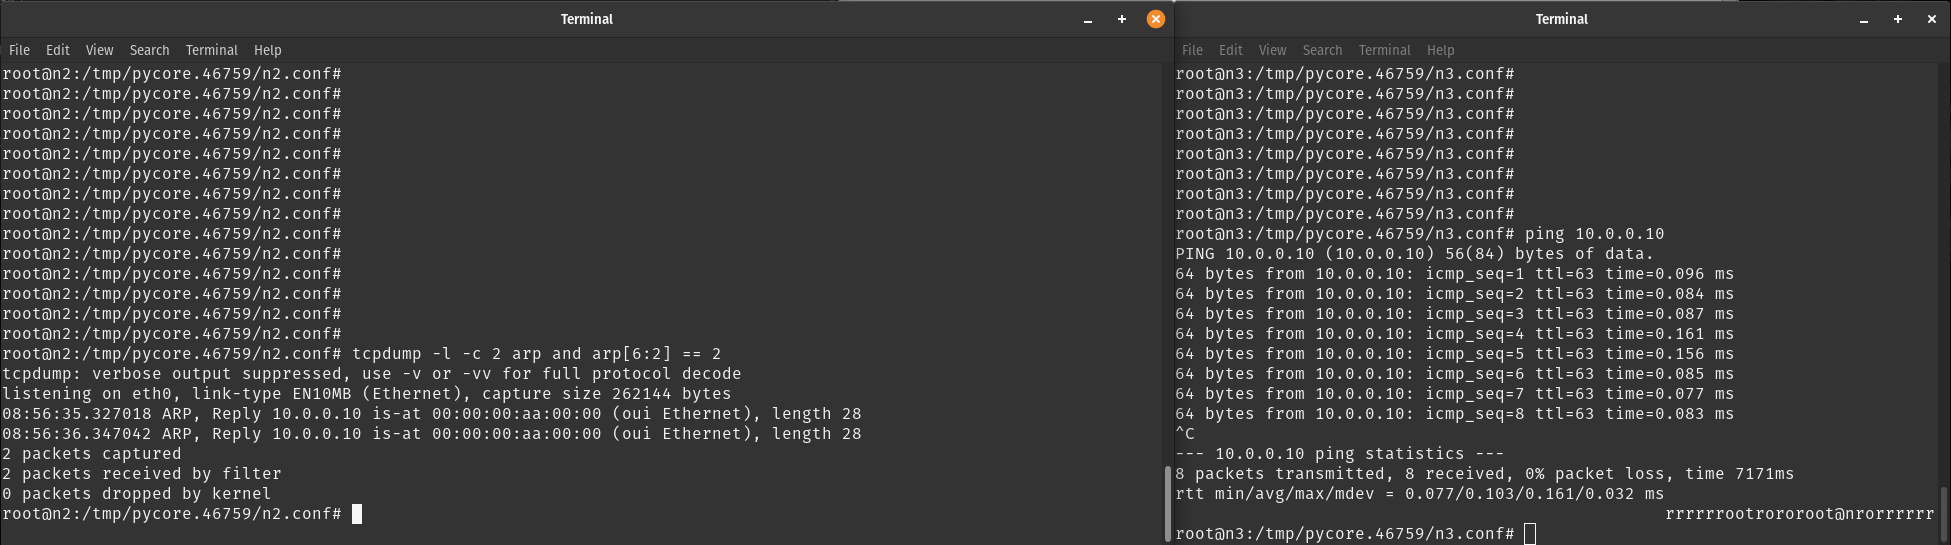 Terminal
File Edit View Search Terminal Help
root@n2:/tmp/pycore.46759/n2.conf#
root@n2:/tmp/pycore.46759/n2.conf#
root@n2:/tmp/pycore.46759/n2.conf#
root@n2:/tmp/pycore.46759/n2.conf#
root@n2:/tmp/pycore.46759/n2.conf#
root@n2:/tmp/pycore.46759/n2.conf#
root@n2:/tmp/pycore.46759/n2.conf#
root@n2:/tmp/pycore.46759/n2.conf#
root@n2:/tmp/pycore.46759/n2.conf#
root@n2:/tmp/pycore.46759/n2.conf#
root@n2:/tmp/pycore.46759/n2.conf#
root@n2:/tmp/pycore.46759/n2.conf#
root@n2:/tmp/pycore.46759/n2.conf#
root@n2:/tmp/pycore.46759/n2.conf#
root@n2:/tmp/pycore.46759/n2.conf# tcpdump -l -c 2 arp and arp[6:2] == 2
tcpdump: verbose output suppressed, use -v or -vv for full protocol decode
listening on eth0, link-type EN10MB (Ethernet), capture size 262144 bytes
08:56:35.327018 ARP, Reply 10.0.0.10 is-at 00:00:00:aa:00:00 (oui Ethernet), length 28
08:56:36.347042 ARP, Reply 10.0.0.10 is-at 00:00:00:aa:00:00 (oui Ethernet), length 28
2 packets captured
2 packets received by filter
0 packets dropped by kernel
root@n2:/tmp/pycore.46759/n2.conf#
Terminal
File Edit View Search Terminal Help
root@n3:/tmp/pycore.46759/n3.conf#
root@n3:/tmp/pycore.46759/n3.conf#
root@n3:/tmp/pycore.46759/n3.conf#
root@n3:/tmp/pycore.46759/n3.conf#
root@n3:/tmp/pycore.46759/n3.conf#
root@n3:/tmp/pycore.46759/n3.conf#
root@n3:/tmp/pycore.46759/n3.conf#
root@n3:/tmp/pycore.46759/n3.conf#
root@n3:/tmp/pycore.46759/n3.conf# ping 10.0.0.10
PING 10.0.0.10 (10.0.0.10) 56(84) bytes of data.
64 bytes from 10.0.0.10: icmp_seq=1 ttl=63 time=0.096 ms
64 bytes from 10.0.0.10: icmp_seq=2 ttl=63 time=0.084 ms
64 bytes from 10.0.0.10: icmp_seq=3 ttl=63 time=0.087 ms
64 bytes from 10.0.0.10: icmp_seq=4 ttl=63 time=0.161 ms
64 bytes from 10.0.0.10: icmp_seq=5 ttl=63 time=0.156 ms
64 bytes from 10.0.0.10: icmp_seq=6 ttl=63 time=0.085 ms
64 bytes from 10.0.0.10: icmp_seq=7 ttl=63 time=0.077 ms
64 bytes from 10.0.0.10: icmp_seq=8 ttl=63 time=0.083 ms
^C
--- 10.0.0.10 ping statistics ---
8 packets transmitted, 8 received, 0% packet loss, time 7171ms
rtt min/avg/max/mdev = 0.077/0.103/0.161/0.032 ms
rrrrrrootrororoot@nrorrrrrr
root@n3:/tmp/pycore.46759/n3.conf#